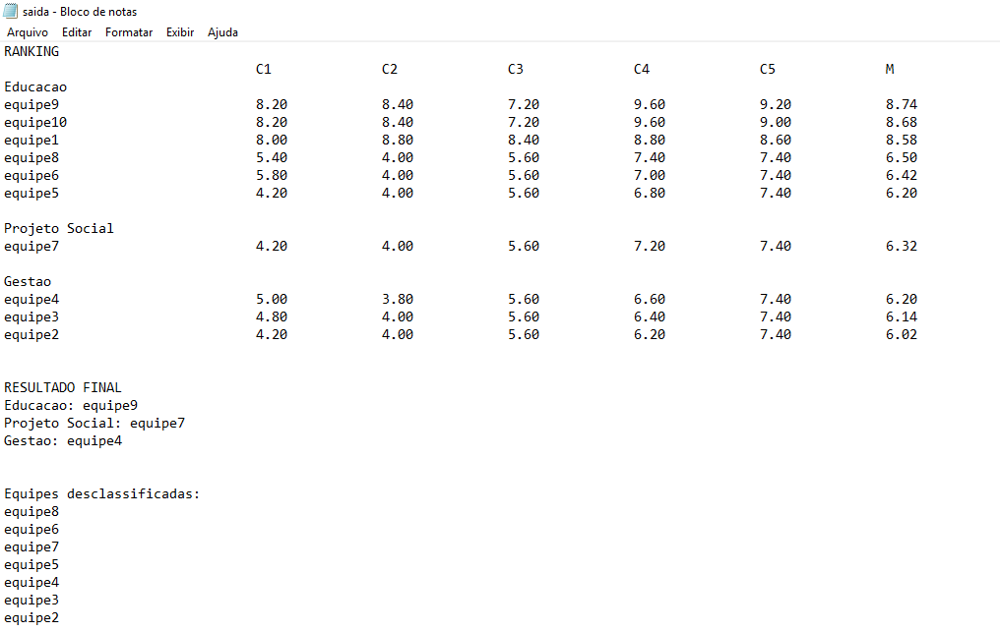 saida - Bloco de notas
Arquivo Editar Formatar Exibir Ajuda
RANKING
C1 C2 C3 C4 C5 M
Educacao
equipe9 8.20 8.40 7.20 9.60 9.20 8.74
equipe10 8.20 8.40 7.20 9.60 9.00 8.68
equipe1 8.00 8.80 8.40 8.80 8.60 8.58
equipe8 5.40 4.00 5.60 7.40 7.40 6.50
equipe6 5.80 4.00 5.60 7.00 7.40 6.42
equipe5 4.20 4.00 5.60 6.80 7.40 6.20
Projeto Social
equipe7 4.20 4.00 5.60 7.20 7.40 6.32
Gestao
equipe4 5.00 3.80 5.60 6.60 7.40 6.20
equipe3 4.80 4.00 5.60 6.40 7.40 6.14
equipe2 4.20 4.00 5.60 6.20 7.40 6.02
RESULTADO FINAL
Educacao: equipe9
Projeto Social: equipe7
Gestao: equipe4
Equipes desclassificadas:
equipe8
equipe6
equipe7
equipe5
equipe4
equipe3
equipe2